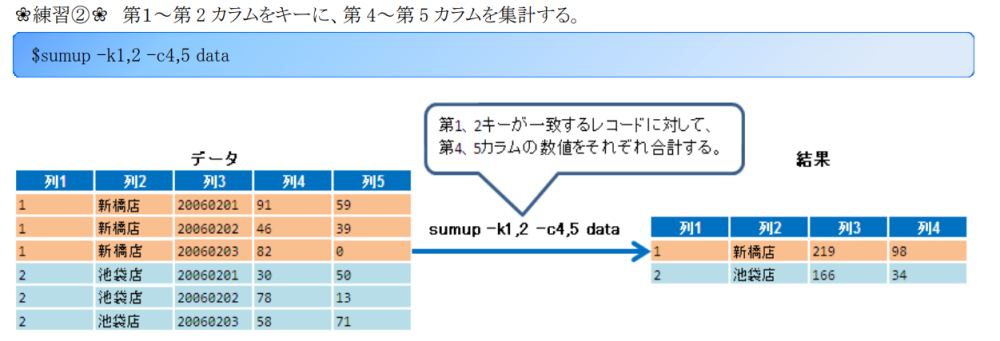 ❀練習②❀ 第1～第2カラムをキーに、第4～第5カラムを集計する。
$sumup –k1,2 –c4,5 data
第1、2キーが一致するレコードに対して、
第4、5カラムの数値をそれぞれ合計する。
データ
列1 列2 列3 列4 列5
1 新橋店 20060201 91 59
1 新橋店 20060202 46 39
1 新橋店 20060203 82 0
2 池袋店 20060201 30 50
2 池袋店 20060202 78 13
2 池袋店 20060203 58 71
sumup –k1,2 –c4,5 data
結果
列1 列2 列3 列4
1 新橋店 219 98
2 池袋店 166 34